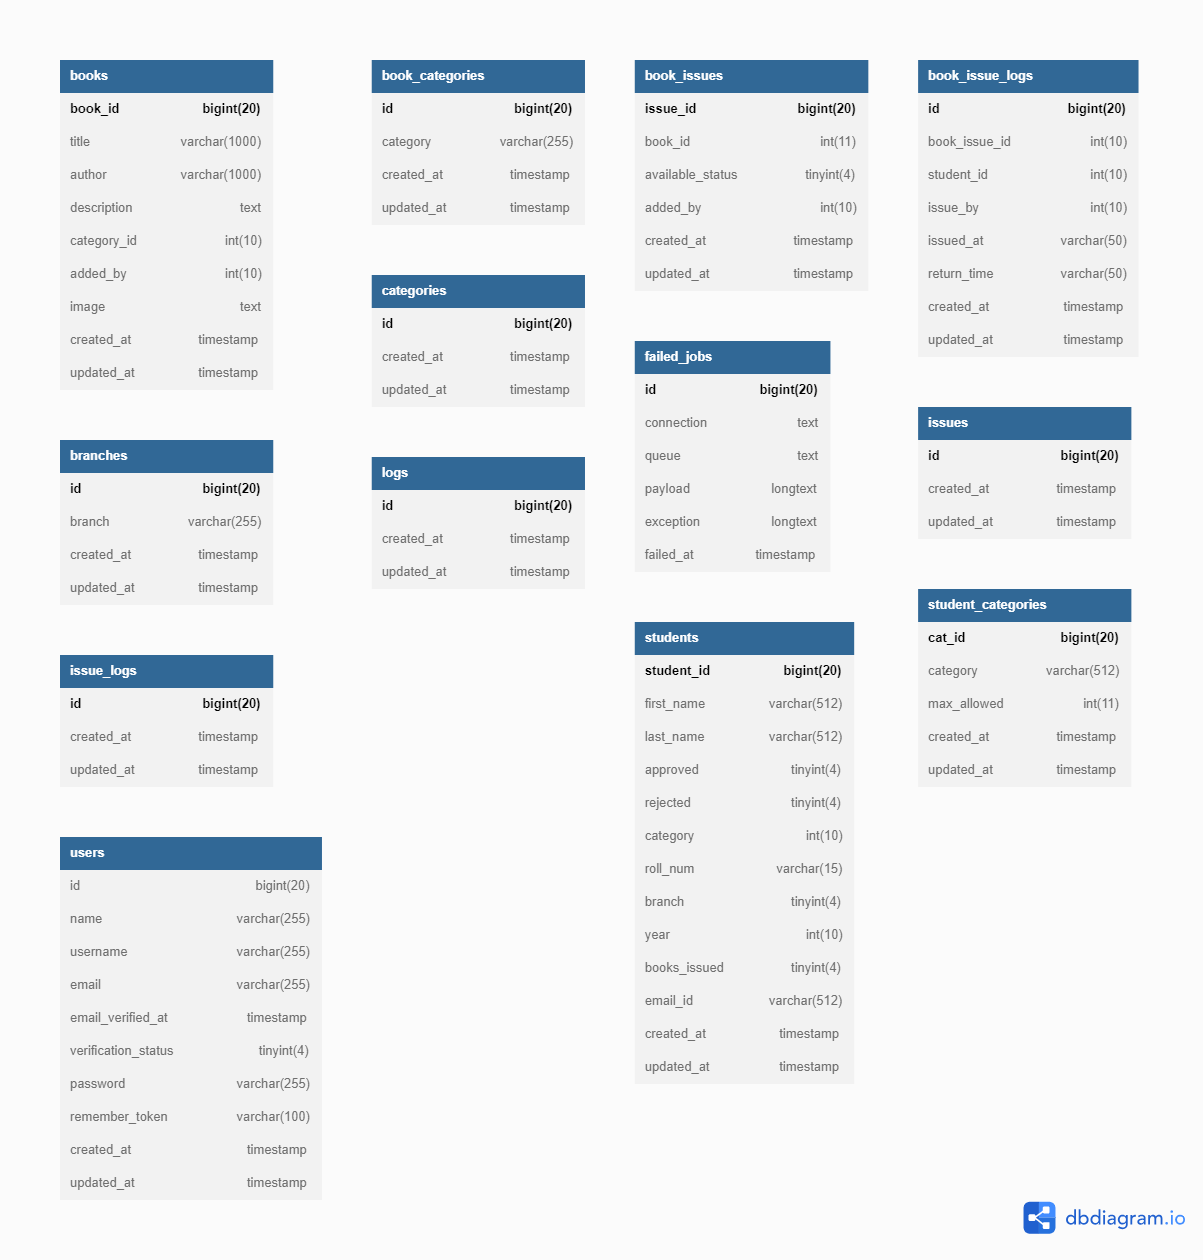 books
book_id bigint(20)
title varchar(1000)
author varchar(1000)
description text
category_id int(10)
added_by int(10)
image text
created_at timestamp
updated_at timestamp
branches
id bigint(20)
branch varchar(255)
created_at timestamp
updated_at timestamp
issue_logs
id bigint(20)
created_at timestamp
updated_at timestamp
users
id bigint(20)
name varchar(255)
username varchar(255)
email varchar(255)
email_verified_at timestamp
verification_status tinyint(4)
password varchar(255)
remember_token varchar(100)
created_at timestamp
updated_at timestamp
book_categories
id bigint(20)
category varchar(255)
created_at timestamp
updated_at timestamp
categories
id bigint(20)
created_at timestamp
updated_at timestamp
logs
id bigint(20)
created_at timestamp
updated_at timestamp
book_issues
issue_id bigint(20)
book_id int(11)
available_status tinyint(4)
added_by int(10)
created_at timestamp
updated_at timestamp
failed_jobs
id bigint(20)
connection text
queue text
payload longtext
exception longtext
failed_at timestamp
students
student_id bigint(20)
first_name varchar(512)
last_name varchar(512)
approved tinyint(4)
rejected tinyint(4)
category int(10)
roll_num varchar(15)
branch tinyint(4)
year int(10)
books_issued tinyint(4)
email_id varchar(512)
created_at timestamp
updated_at timestamp
book_issue_logs
id bigint(20)
book_issue_id int(10)
student_id int(10)
issue_by int(10)
issued_at varchar(50)
return_time varchar(50)
created_at timestamp
updated_at timestamp
issues
id bigint(20)
created_at timestamp
updated_at timestamp
student_categories
cat_id bigint(20)
category varchar(512)
max_allowed int(11)
created_at timestamp
updated_at timestamp
dbdiagram.io